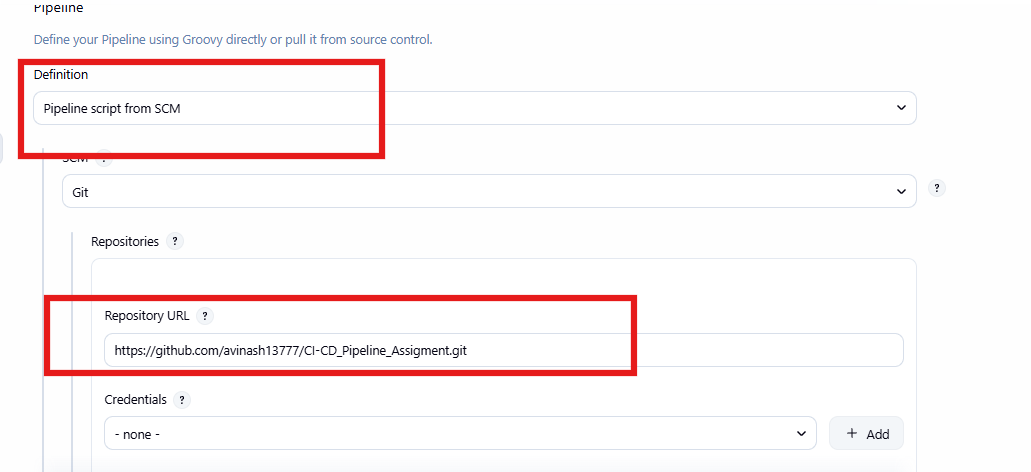 Pipeline
Define your Pipeline using Groovy directly or pull it from source control.
Definition
Pipeline script from SCM
SCM ?
Git
?
Repositories ?
Repository URL ?
https://github.com/avinash13777/CI-CD_Pipeline_Assigment.git
Credentials ?
- none -
+ Add